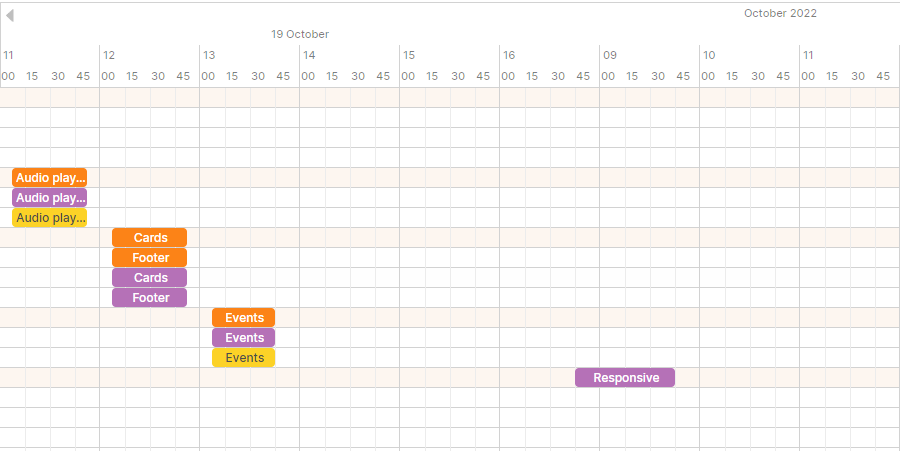 October 2022
19 October
11 12 13 14 15 16 09 10 11
00 15 30 45 00 15 30 45 00 15 30 45 00 15 30 45 00 15 30 45 00 15 30 45 00 15 30 45 00 15 30 45 00 15 30 45
Audio play...
Audio play...
Audio play...
Cards
Footer
Cards
Footer
Events
Events
Events
Responsive